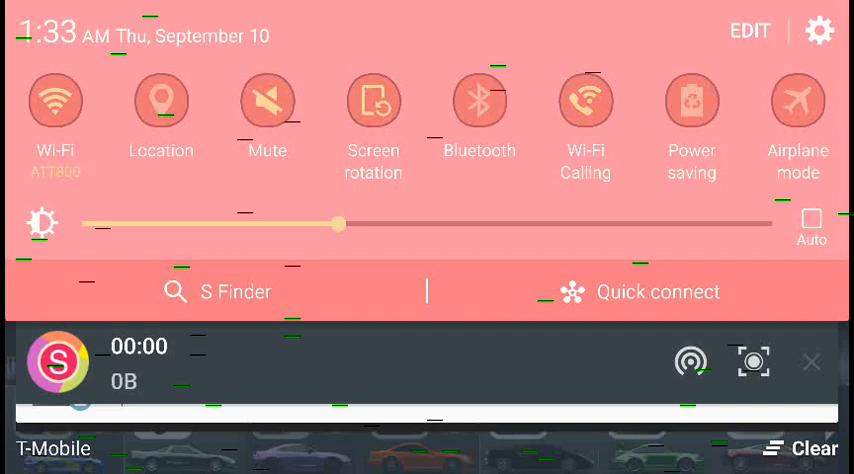 1:33 AM Thu, September 10 EDIT
Wi-Fi Location Mute Screen rotation Bluetooth Wi-Fi Calling Power saving Airplane mode
ATT800
Auto
S Finder Quick connect
S 00:00
0B
T-Mobile Clear